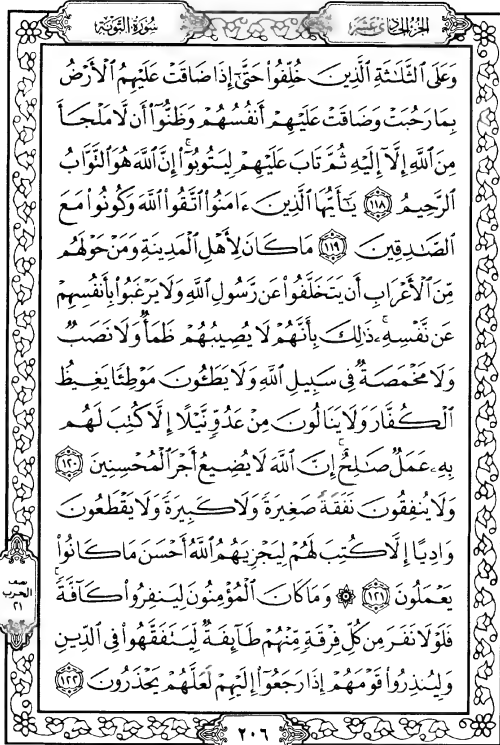 الجزء الحادي عشر
سورة التوبة
وَعَلَى ٱلثَّلَٰثَةِ ٱلَّذِينَ خُلِّفُوا۟ حَتَّىٰٓ إِذَا ضَاقَتْ عَلَيْهِمُ ٱلْأَرْضُ
بِمَا رَحُبَتْ وَضَاقَتْ عَلَيْهِمْ أَنفُسُهُمْ وَظَنُّوٓا۟ أَن لَّا مَلْجَأَ
مِنَ ٱللَّهِ إِلَّآ إِلَيْهِ ثُمَّ تَابَ عَلَيْهِمْ لِيَتُوبُوٓا۟ ۚ إِنَّ ٱللَّهَ هُوَ ٱلتَّوَّابُ
ٱلرَّحِيمُ ﴿١١٨﴾ يَٰٓأَيُّهَا ٱلَّذِينَ ءَامَنُوا۟ ٱتَّقُوا۟ ٱللَّهَ وَكُونُوا۟ مَعَ
ٱلصَّٰدِقِينَ ﴿١١٩﴾ مَا كَانَ لِأَهْلِ ٱلْمَدِينَةِ وَمَنْ حَوْلَهُم
مِّنَ ٱلْأَعْرَابِ أَن يَتَخَلَّفُوا۟ عَن رَّسُولِ ٱللَّهِ وَلَا يَرْغَبُوا۟ بِأَنفُسِهِمْ
عَن نَّفْسِهِۦ ۚ ذَٰلِكَ بِأَنَّهُمْ لَا يُصِيبُهُمْ ظَمَأٌ وَلَا نَصَبٌ
وَلَا مَخْمَصَةٌ فِى سَبِيلِ ٱللَّهِ وَلَا يَطَـُٔونَ مَوْطِئًا يَغِيظُ
ٱلْكُفَّارَ وَلَا يَنَالُونَ مِنْ عَدُوٍّ نَّيْلًا إِلَّا كُتِبَ لَهُم
بِهِۦ عَمَلٌ صَٰلِحٌ ۚ إِنَّ ٱللَّهَ لَا يُضِيعُ أَجْرَ ٱلْمُحْسِنِينَ ﴿١٢٠﴾
وَلَا يُنفِقُونَ نَفَقَةً صَغِيرَةً وَلَا كَبِيرَةً وَلَا يَقْطَعُونَ
وَادِيًا إِلَّا كُتِبَ لَهُمْ لِيَجْزِيَهُمُ ٱللَّهُ أَحْسَنَ مَا كَانُوا۟
يَعْمَلُونَ ﴿١٢١﴾ ۞ وَمَا كَانَ ٱلْمُؤْمِنُونَ لِيَنفِرُوا۟ كَآفَّةً ۚ
فَلَوْلَا نَفَرَ مِن كُلِّ فِرْقَةٍ مِّنْهُمْ طَآئِفَةٌ لِّيَتَفَقَّهُوا۟ فِى ٱلدِّينِ
وَلِيُنذِرُوا۟ قَوْمَهُمْ إِذَا رَجَعُوٓا۟ إِلَيْهِمْ لَعَلَّهُمْ يَحْذَرُونَ ﴿١٢٢﴾
نصف
الحزب
٢١
٢٠٦